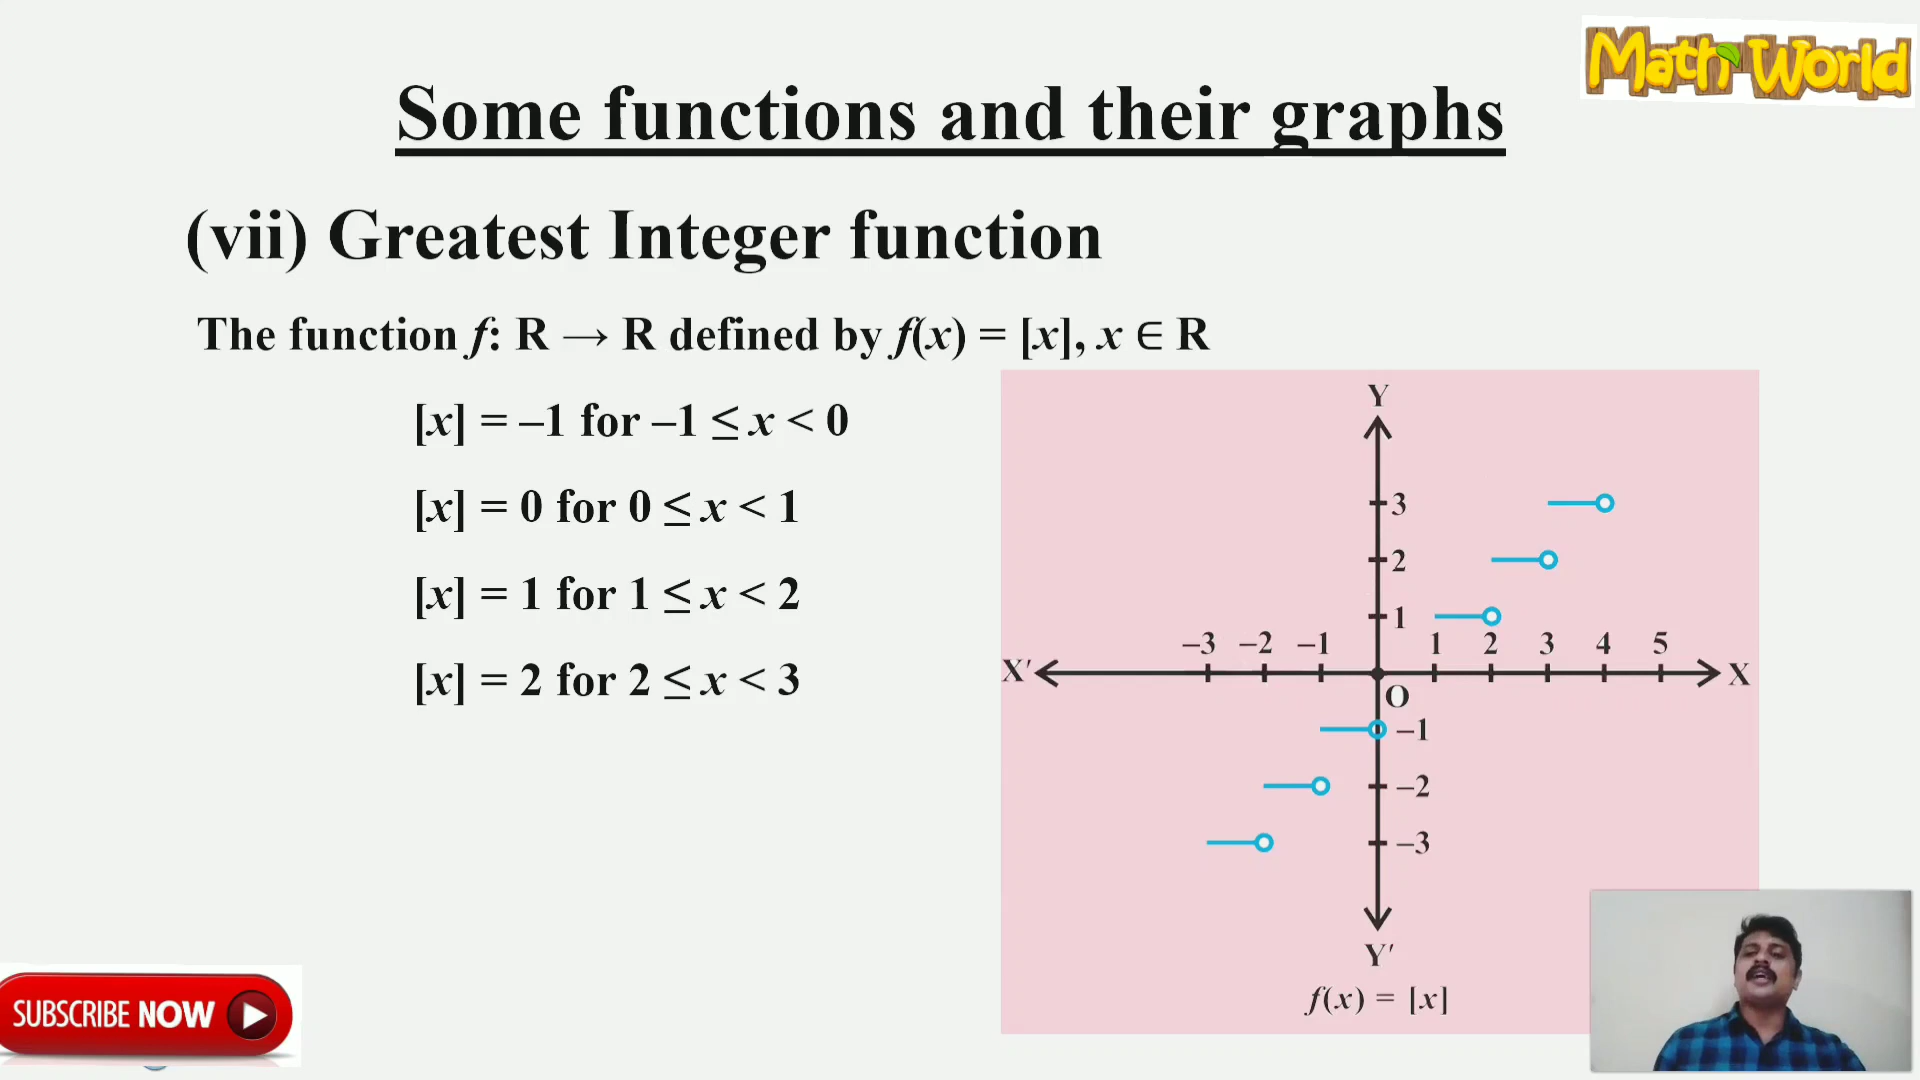 Math World
Some functions and their graphs
(vii) Greatest Integer function
The function f: R → R defined by f(x) = [x], x ∈ R
[x] = –1 for –1 ≤ x < 0
[x] = 0 for 0 ≤ x < 1
[x] = 1 for 1 ≤ x < 2
[x] = 2 for 2 ≤ x < 3
Y
3
2
1
–3 –2 –1 1 2 3 4 5
X′ X
O
–1
–2
–3
Y′
f(x) = [x]
SUBSCRIBE NOW